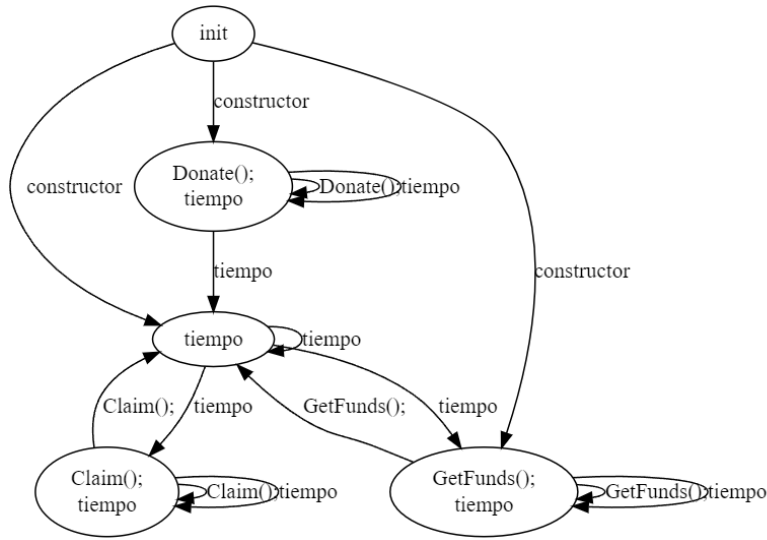 init
constructor
Donate();
tiempo
Donate();
tiempo
constructor
tiempo
constructor
tiempo
tiempo
Claim();
tiempo
GetFunds();
tiempo
Claim();
tiempo
Claim();
tiempo
GetFunds();
tiempo
GetFunds();
tiempo